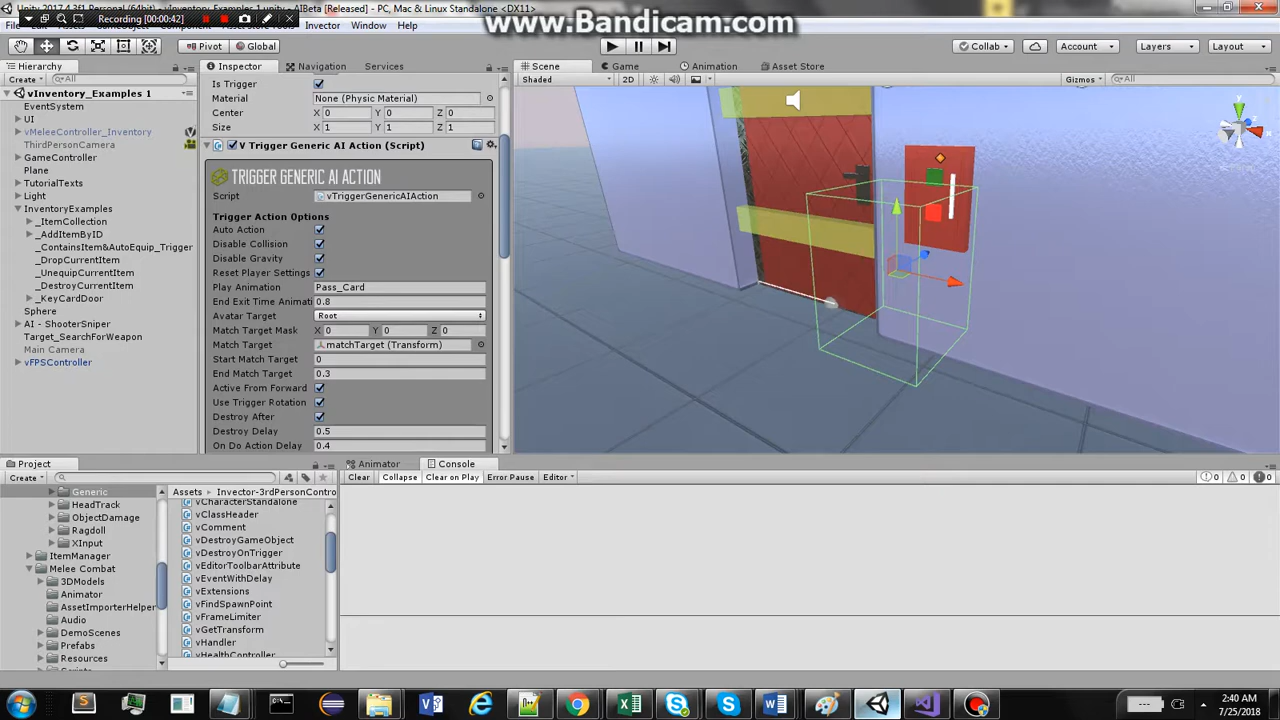 Unity 2017.4.3f1 Personal (64bit) - vInventory_Examples 1.unity - AIBeta [Released] - PC, Mac & Linux Standalone <DX11>
Recording [00:00:42]
www.Bandicam.com
Invector Window Help
Pivot Global Collab Account Layers Layout
Hierarchy Inspector Navigation Services Scene Game Animation Asset Store
Create All
Shaded 2D Gizmos All
vInventory_Examples 1
EventSystem
UI
vMeleeController_Inventory
ThirdPersonCamera
GameController
Plane
TutorialTexts
Light
InventoryExamples
_ItemCollection
_AddItemByID
_ContainsItem&AutoEquip_Trigger
_DropCurrentItem
_UnequipCurrentItem
_DestroyCurrentItem
_KeyCardDoor
Sphere
AI - ShooterSniper
Target_SearchForWeapon
Main Camera
vFPSController
Is Trigger
Material None (Physic Material)
Center X 0 Y 0 Z 0
Size X 1 Y 1 Z 1
V Trigger Generic AI Action (Script)
TRIGGER GENERIC AI ACTION
Script vTriggerGenericAIAction
Trigger Action Options
Auto Action
Disable Collision
Disable Gravity
Reset Player Settings
Play Animation Pass_Card
End Exit Time Animati 0.8
Avatar Target Root
Match Target Mask X 0 Y 0 Z 0
Match Target matchTarget (Transform)
Start Match Target 0
End Match Target 0.3
Active From Forward
Use Trigger Rotation
Destroy After
Destroy Delay 0.5
On Do Action Delay 0.4
Project Animator Console
Create Clear Collapse Clear on Play Error Pause Editor 0 0 0
Generic
HeadTrack
ObjectDamage
Ragdoll
XInput
ItemManager
Melee Combat
3DModels
Animator
AssetImporterHelper
Audio
DemoScenes
Prefabs
Resources
Assets Invector-3rdPersonContro
vCharacterStandalone
vClassHeader
vComment
vDestroyGameObject
vDestroyOnTrigger
vEditorToolbarAttribute
vEventWithDelay
vExtensions
vFindSpawnPoint
vFrameLimiter
vGetTransform
vHandler
vHealthController
2:40 AM
7/25/2018